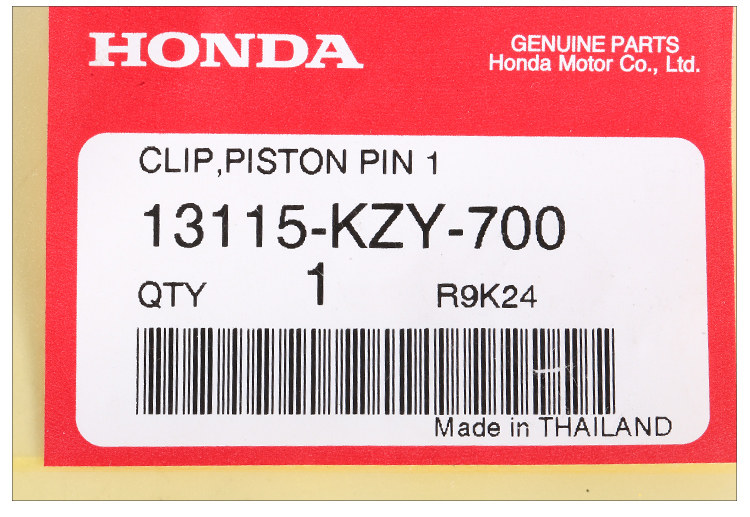 HONDA
GENUINE PARTS
Honda Motor Co., Ltd.
CLIP,PISTON PIN 1
13115-KZY-700
QTY 1 R9K24
Made in THAILAND